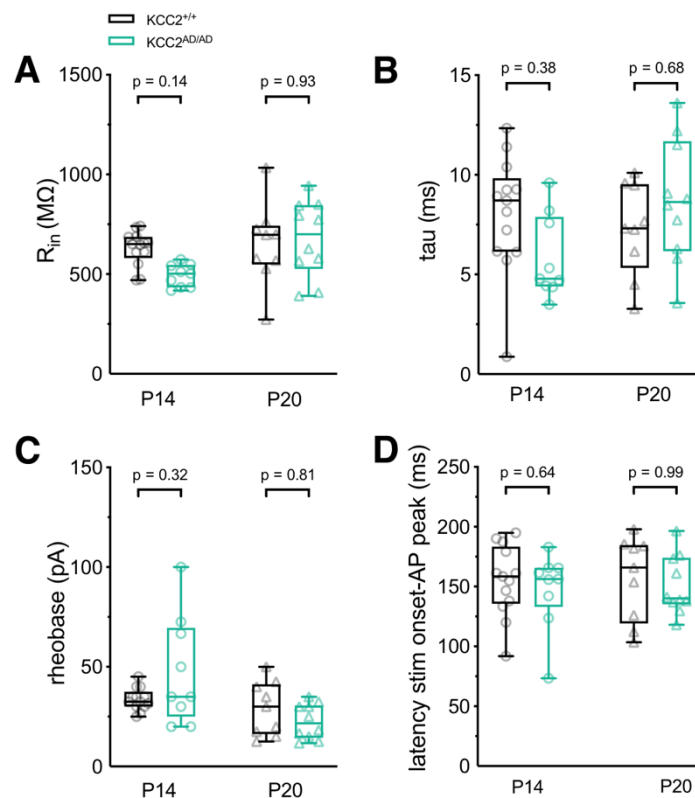 KCC2+/+
KCC2AD/AD
A
1500
1000
500
0
Rin (MΩ)
p = 0.14
p = 0.93
P14
P20
B
15
10
5
0
tau (ms)
p = 0.38
p = 0.68
P14
P20
C
150
100
50
0
rheobase (pA)
p = 0.32
p = 0.81
P14
P20
D
250
200
150
100
50
0
latency stim onset-AP peak (ms)
p = 0.64
p = 0.99
P14
P20